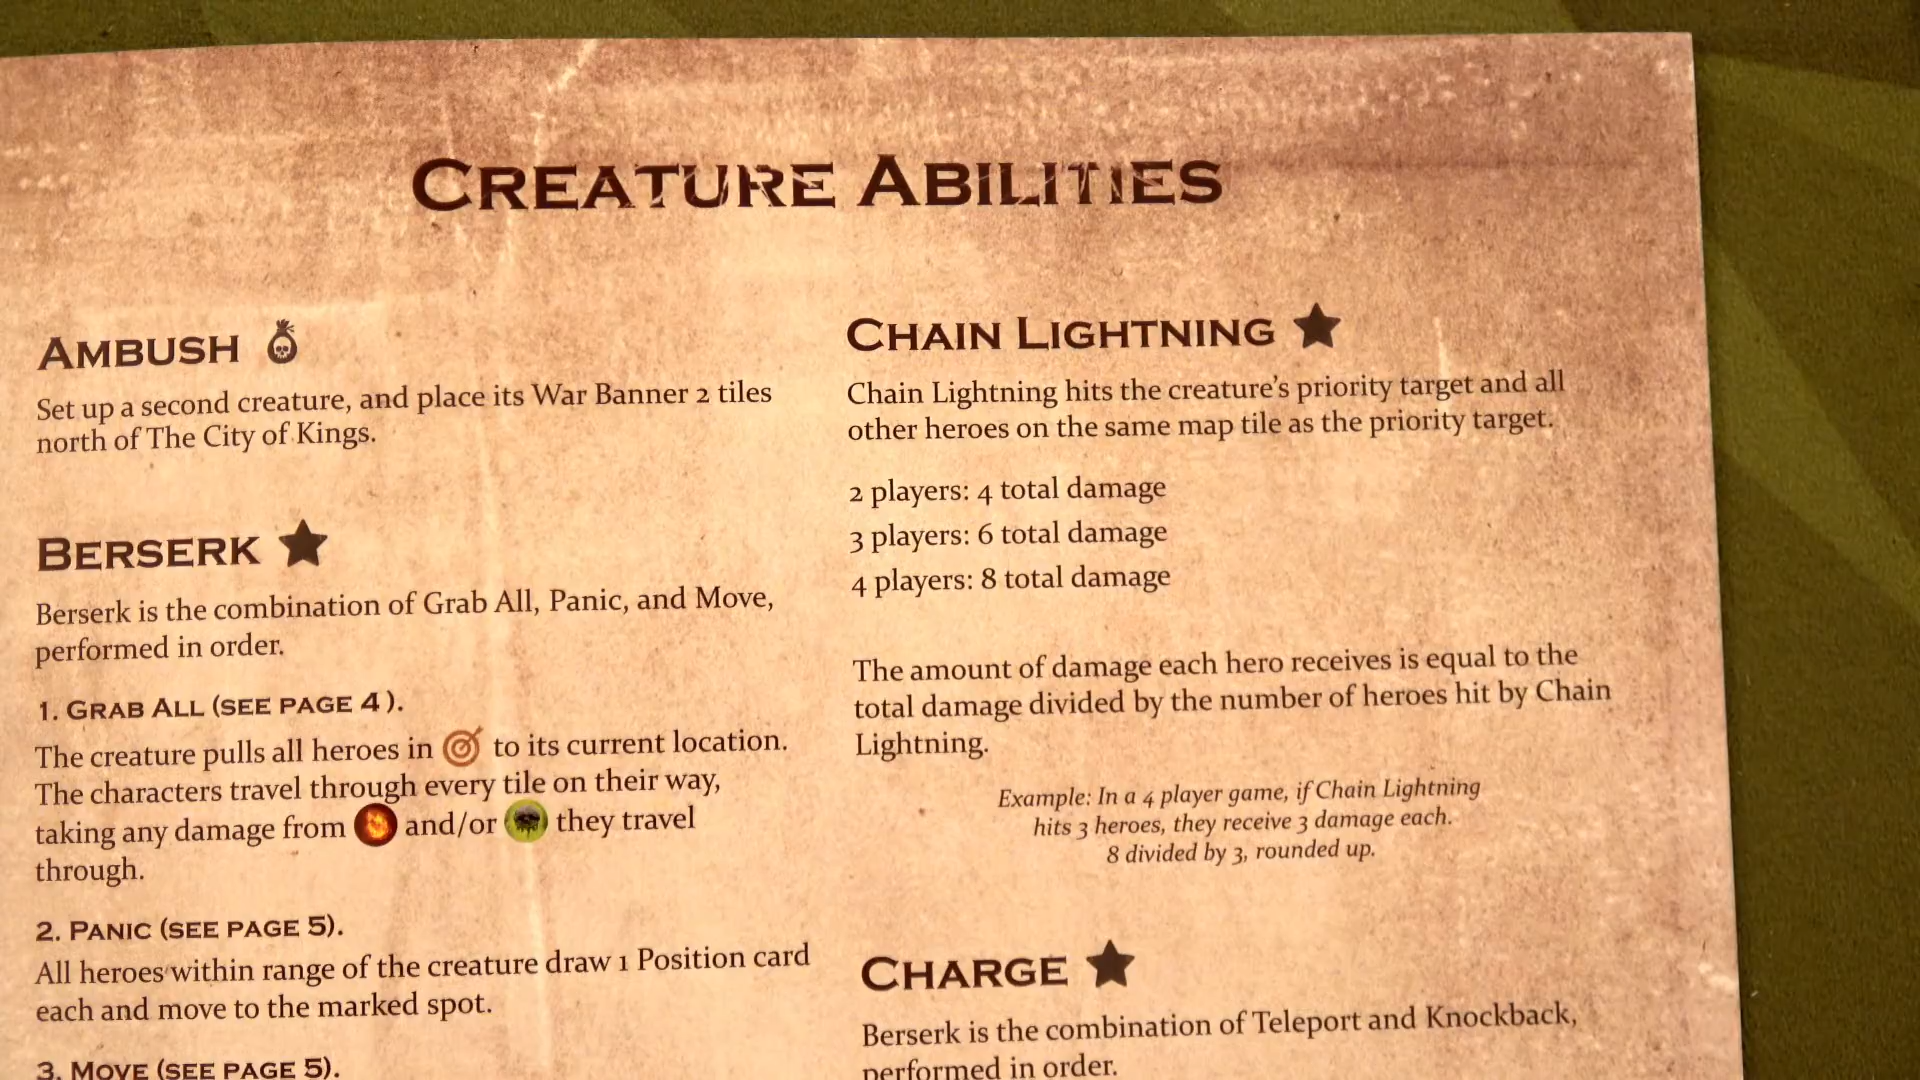 CREATURE ABILITIES
AMBUSH
Set up a second creature, and place its War Banner 2 tiles
north of The City of Kings.
BERSERK
Berserk is the combination of Grab All, Panic, and Move,
performed in order.
1. GRAB ALL (SEE PAGE 4 ).
The creature pulls all heroes in to its current location.
The characters travel through every tile on their way,
taking any damage from and/or they travel
through.
2. PANIC (SEE PAGE 5).
All heroes within range of the creature draw 1 Position card
each and move to the marked spot.
3. MOVE (SEE PAGE 5).
CHAIN LIGHTNING
Chain Lightning hits the creature's priority target and all
other heroes on the same map tile as the priority target.
2 players: 4 total damage
3 players: 6 total damage
4 players: 8 total damage
The amount of damage each hero receives is equal to the
total damage divided by the number of heroes hit by Chain
Lightning.
Example: In a 4 player game, if Chain Lightning
hits 3 heroes, they receive 3 damage each.
8 divided by 3, rounded up.
CHARGE
Berserk is the combination of Teleport and Knockback,
performed in order.